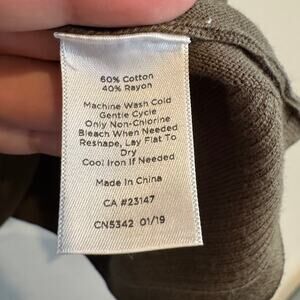 60% Cotton
40% Rayon
Machine Wash Cold
Gentle Cycle
Only Non-Chlorine
Bleach When Needed
Reshape, Lay Flat To
Dry
Cool Iron If Needed
Made In China
CA #23147
CN5342 01/19